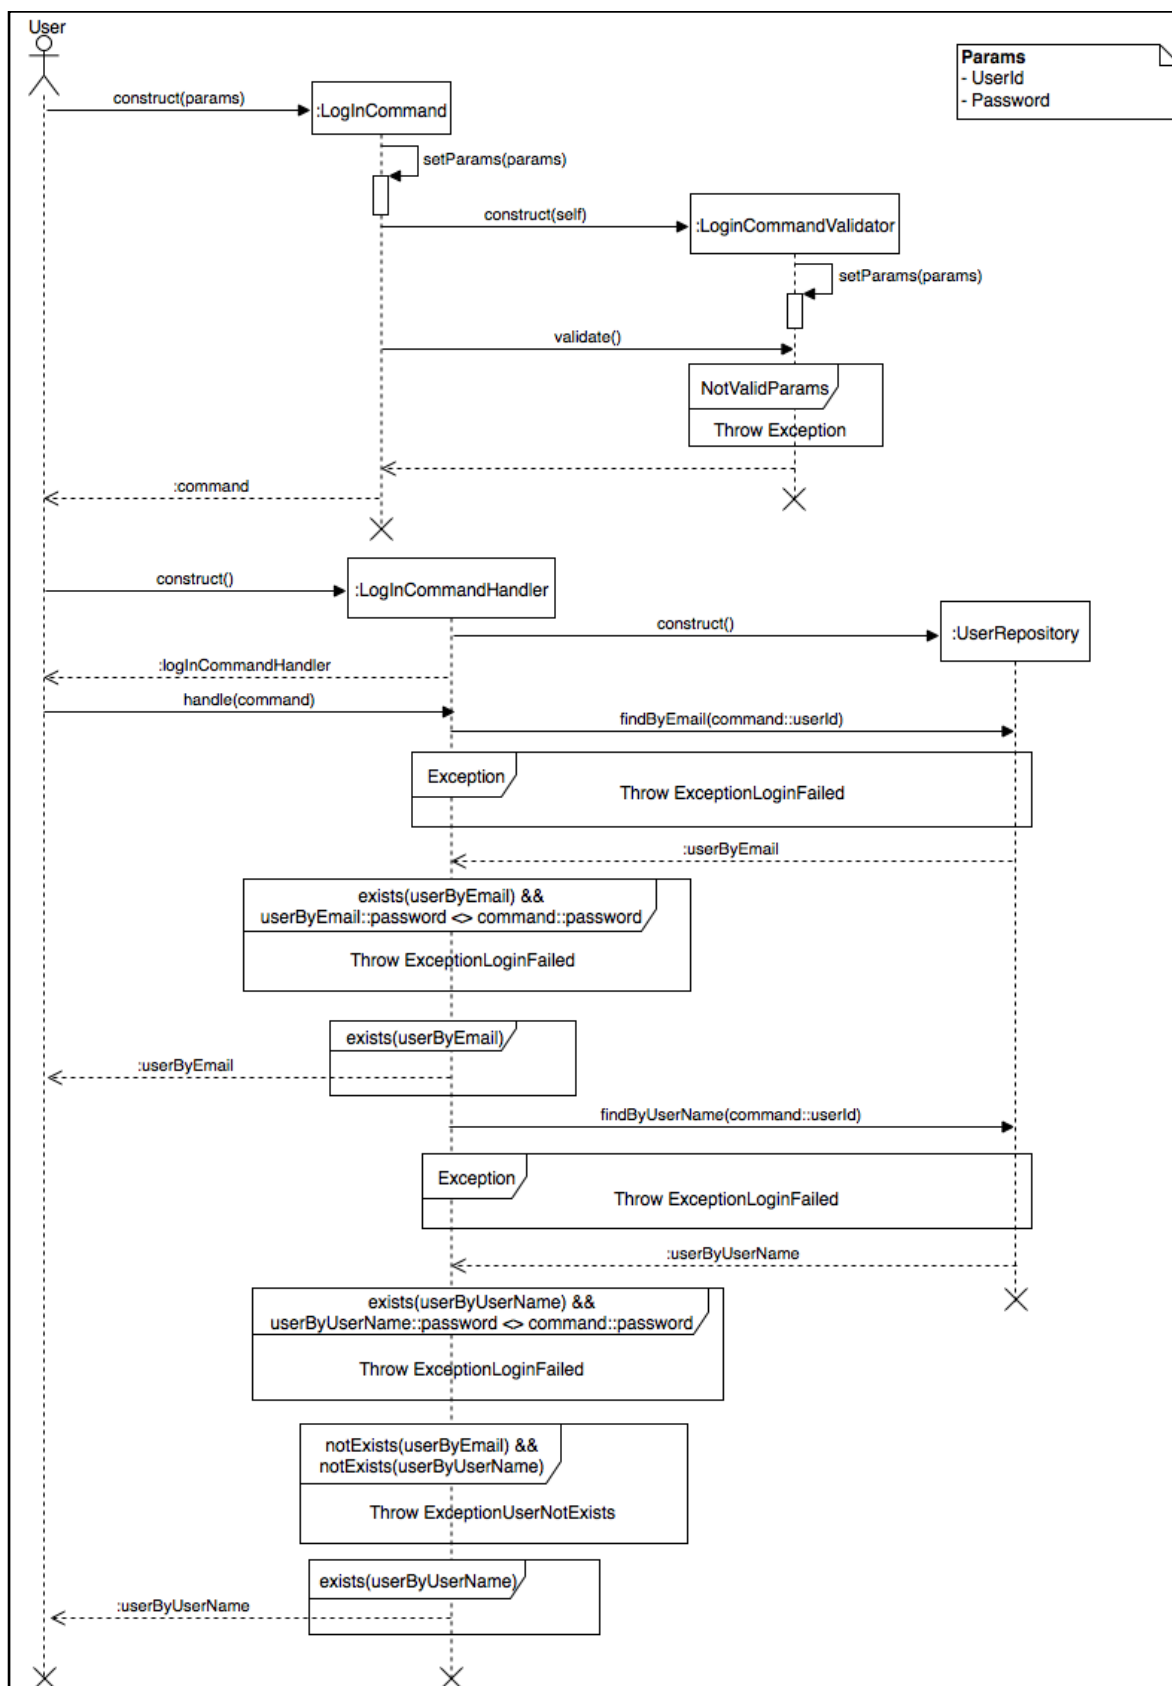 User
Params
- UserId
- Password
construct(params)
:LogInCommand
setParams(params)
construct(self)
:LoginCommandValidator
setParams(params)
validate()
NotValidParams
Throw Exception
:command
construct()
:LogInCommandHandler
construct()
:UserRepository
:logInCommandHandler
handle(command)
findByEmail(command::userId)
Exception
Throw ExceptionLoginFailed
:userByEmail
exists(userByEmail) &&
userByEmail::password <> command::password
Throw ExceptionLoginFailed
exists(userByEmail)
:userByEmail
findByUserName(command::userId)
Exception
Throw ExceptionLoginFailed
:userByUserName
exists(userByUserName) &&
userByUserName::password <> command::password
Throw ExceptionLoginFailed
notExists(userByEmail) &&
notExists(userByUserName)
Throw ExceptionUserNotExists
exists(userByUserName)
:userByUserName